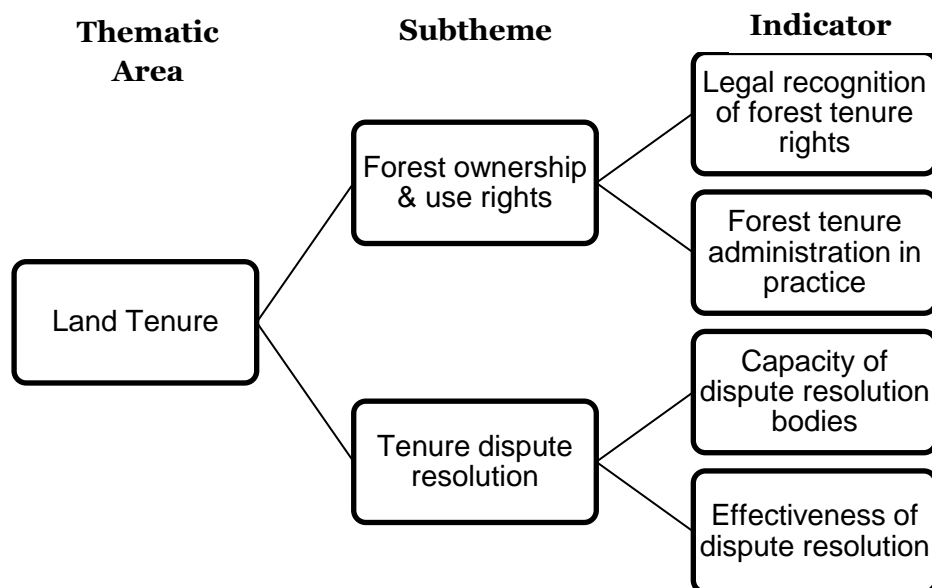 Thematic
Area
Subtheme
Indicator
Land Tenure
Forest ownership
& use rights
Legal recognition
of forest tenure
rights
Forest tenure
administration in
practice
Tenure dispute
resolution
Capacity of
dispute resolution
bodies
Effectiveness of
dispute resolution